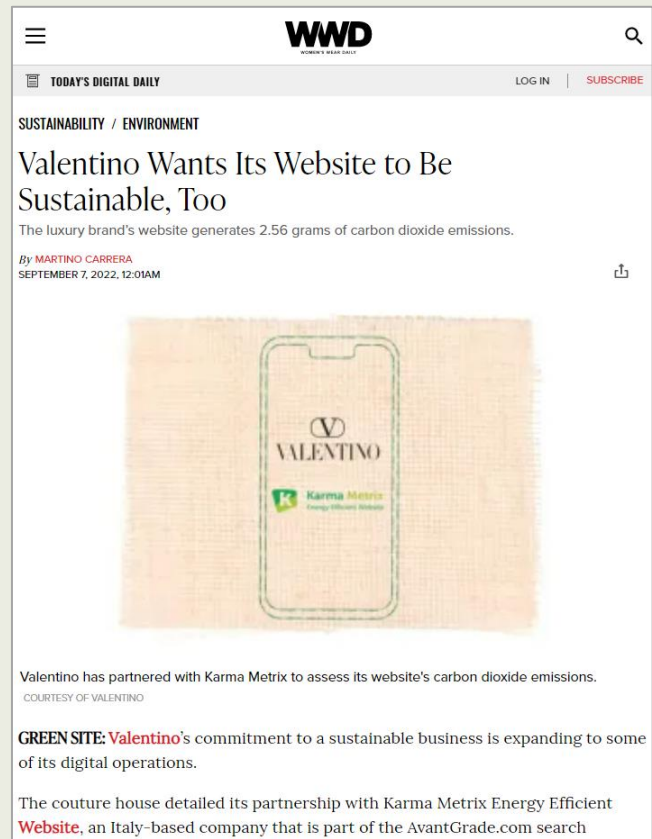 WWD
WOMEN'S WEAR DAILY
TODAY'S DIGITAL DAILY
LOG IN
SUBSCRIBE
SUSTAINABILITY / ENVIRONMENT
Valentino Wants Its Website to Be
Sustainable, Too
The luxury brand's website generates 2.56 grams of carbon dioxide emissions.
By MARTINO CARRERA
SEPTEMBER 7, 2022, 12:01AM
V
VALENTINO
K Karma Metrix
Energy Efficient Website
Valentino has partnered with Karma Metrix to assess its website's carbon dioxide emissions.
COURTESY OF VALENTINO
GREEN SITE: Valentino's commitment to a sustainable business is expanding to some
of its digital operations.
The couture house detailed its partnership with Karma Metrix Energy Efficient
Website, an Italy-based company that is part of the AvantGrade.com search